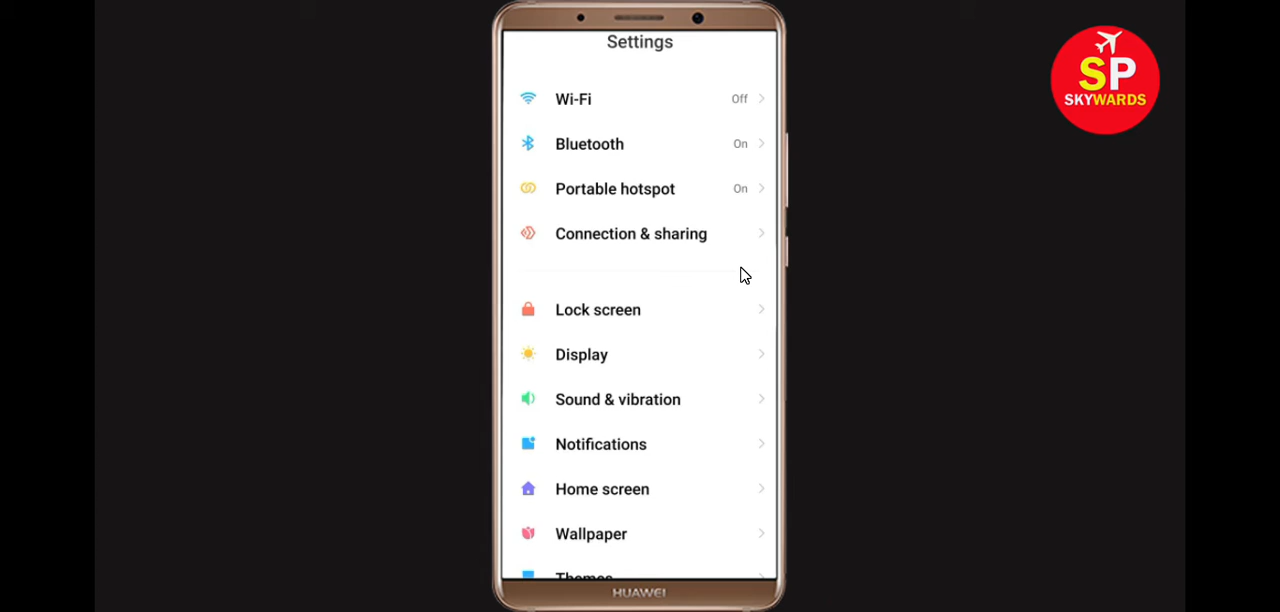 Settings
SP
SKYWARDS
Wi-Fi Off
Bluetooth On
Portable hotspot On
Connection & sharing
Lock screen
Display
Sound & vibration
Notifications
Home screen
Wallpaper
Themes
HUAWEI